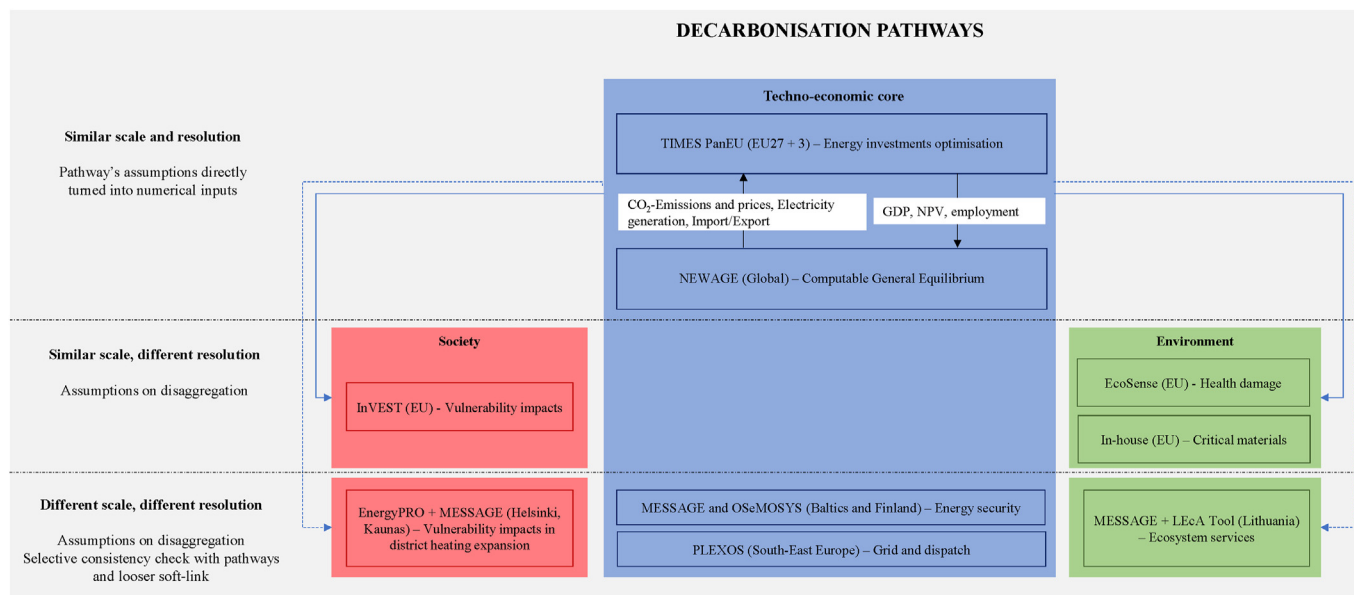 DECARBONISATION PATHWAYS
Similar scale and resolution
Pathway's assumptions directly
turned into numerical inputs
Techno-economic core
TIMES PanEU (EU27 + 3) – Energy investments optimisation
CO₂-Emissions and prices, Electricity
generation, Import/Export
GDP, NPV, employment
NEWAGE (Global) – Computable General Equilibrium
Similar scale, different resolution
Assumptions on disaggregation
Society
InVEST (EU) - Vulnerability impacts
Environment
EcoSense (EU) - Health damage
In-house (EU) – Critical materials
Different scale, different resolution
Assumptions on disaggregation
Selective consistency check with pathways
and looser soft-link
EnergyPRO + MESSAGE (Helsinki,
Kaunas) – Vulnerability impacts in
district heating expansion
MESSAGE and OSeMOSYS (Baltics and Finland) – Energy security
PLEXOS (South-East Europe) – Grid and dispatch
MESSAGE + LEcA Tool (Lithuania)
– Ecosystem services